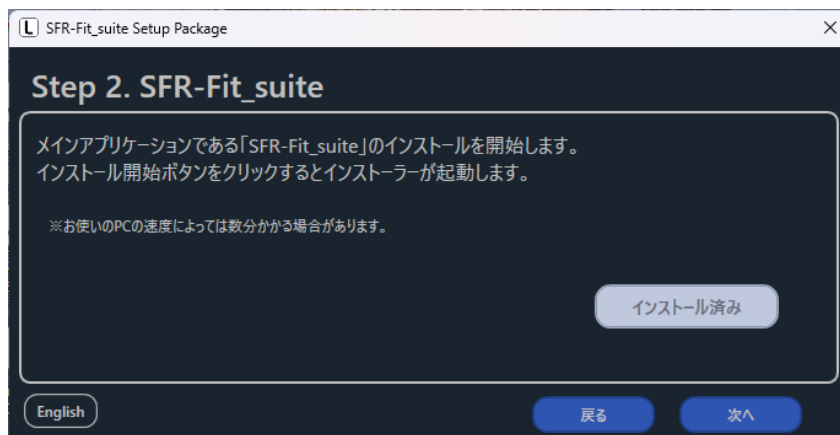 L SFR-Fit_suite Setup Package
Step 2. SFR-Fit_suite
メインアプリケーションである「SFR-Fit_suite」のインストールを開始します。
インストール開始ボタンをクリックするとインストーラーが起動します。
※お使いのPCの速度によっては数分かかる場合があります。
インストール済み
English
戻る
次へ